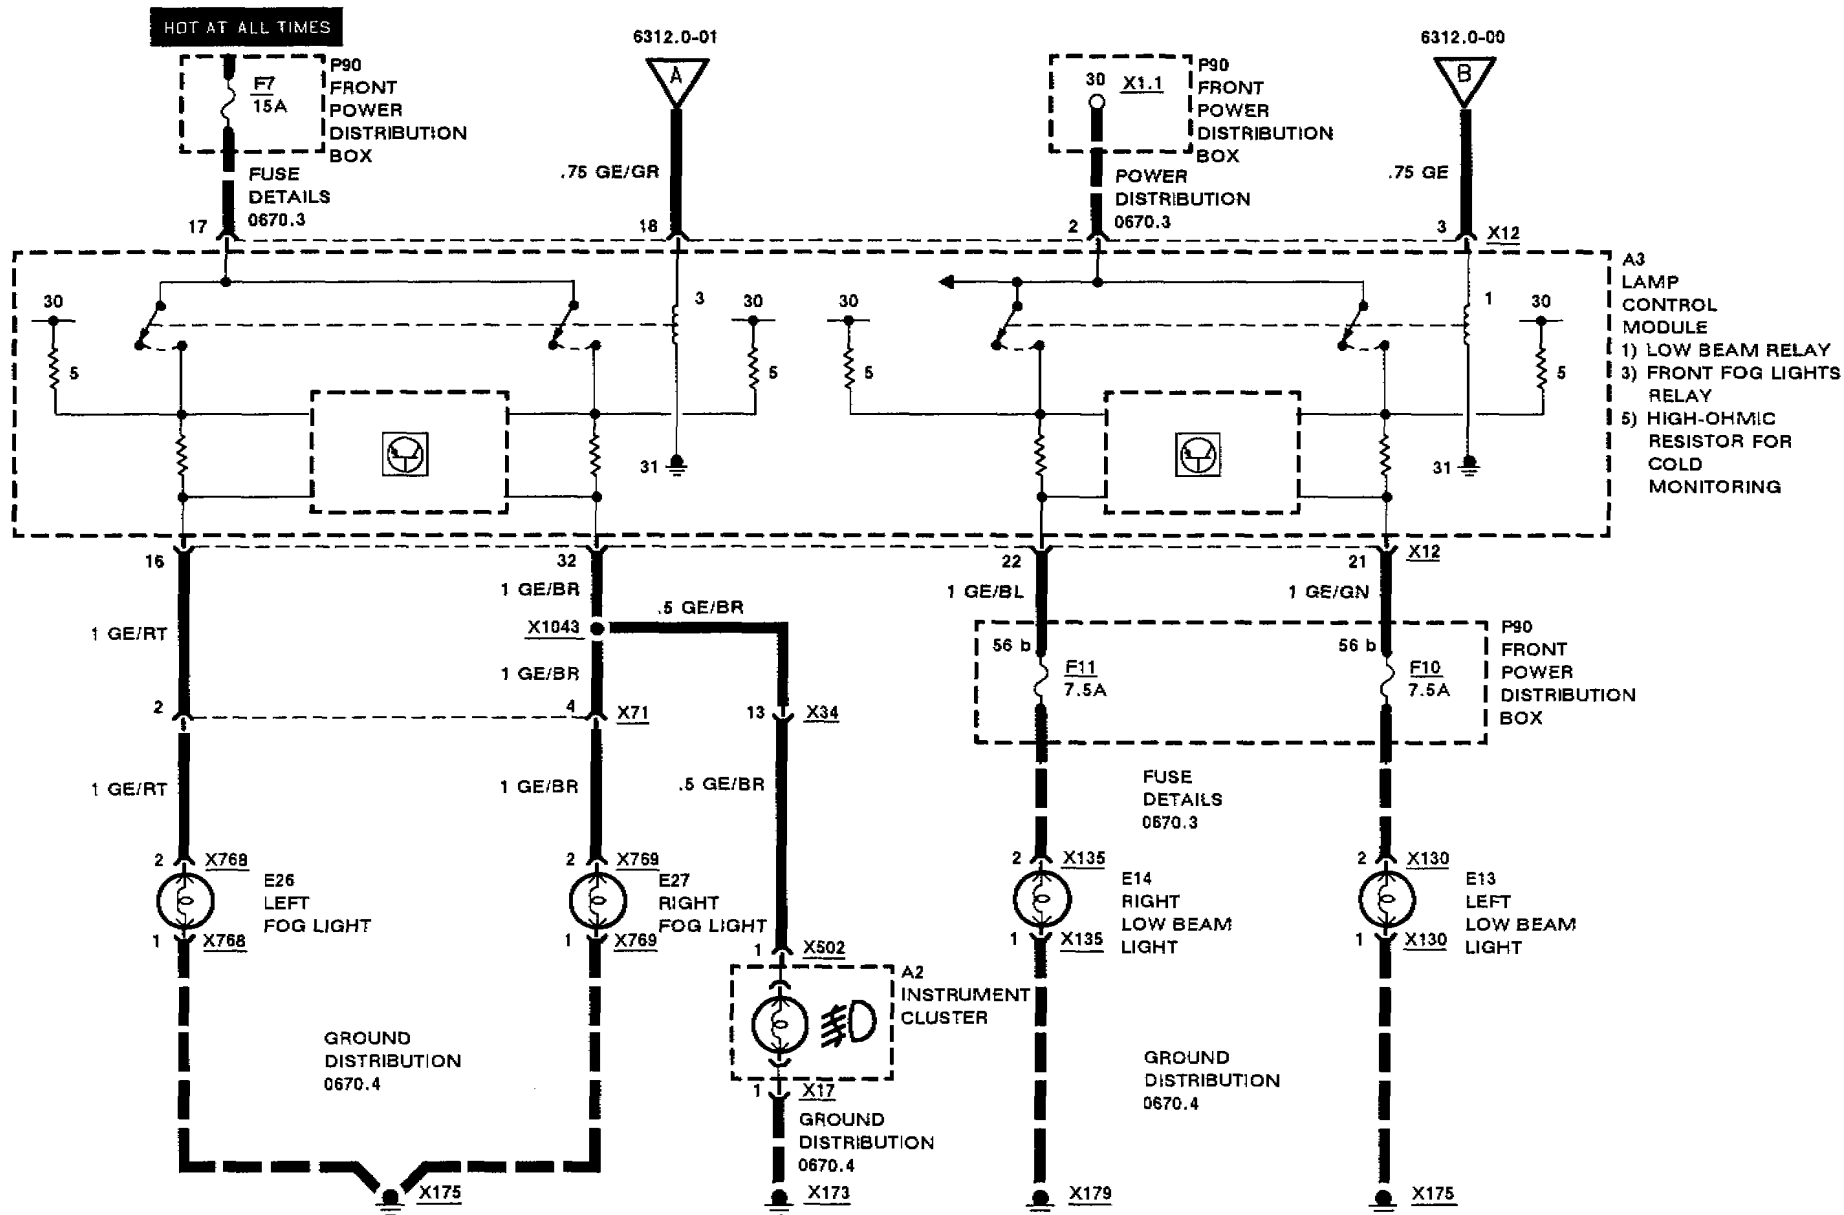 HOT AT ALL TIMES
6312.0-01
6312.0-00
F7
15A
P90
FRONT
POWER
DISTRIBUTION
BOX
A
30
X1.1
P90
FRONT
POWER
DISTRIBUTION
BOX
B
FUSE
DETAILS
0670.3
.75 GE/GR
POWER
DISTRIBUTION
0670.3
.75 GE
17
18
2
3
X12
A3
LAMP
CONTROL
MODULE
1) LOW BEAM RELAY
3) FRONT FOG LIGHTS
RELAY
5) HIGH-OHMIC
RESISTOR FOR
COLD
MONITORING
30
3
30
30
1
30
5
5
5
5
31
31
16
32
22
21
X12
1 GE/BR
.5 GE/BR
1 GE/BL
1 GE/GN
1 GE/RT
X1043
1 GE/BR
56 b
F11
7.5A
56 b
F10
7.5A
P90
FRONT
POWER
DISTRIBUTION
BOX
2
4
X71
13
X34
1 GE/RT
1 GE/BR
.5 GE/BR
FUSE
DETAILS
0670.3
2
X768
2
X769
2
X135
2
X130
E26
LEFT
FOG LIGHT
E27
RIGHT
FOG LIGHT
E14
RIGHT
LOW BEAM
LIGHT
E13
LEFT
LOW BEAM
LIGHT
1
X768
1
X769
1
X502
1
X135
1
X130
A2
INSTRUMENT
CLUSTER
GROUND
DISTRIBUTION
0670.4
GROUND
DISTRIBUTION
0670.4
1
X17
GROUND
DISTRIBUTION
0670.4
X175
X173
X179
X175